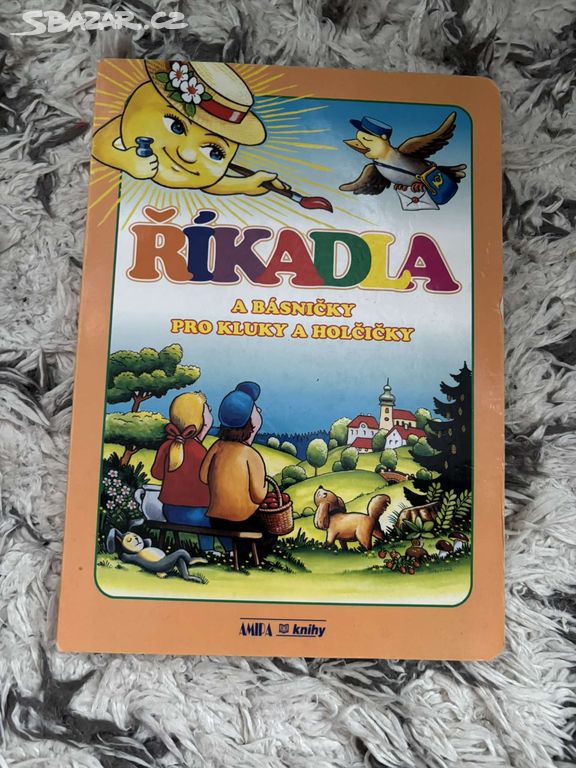 SBAZAR.CZ
ŘÍKADLA
A BÁSNIČKY
PRO KLUKY A HOLČIČKY
AMIPA knihy